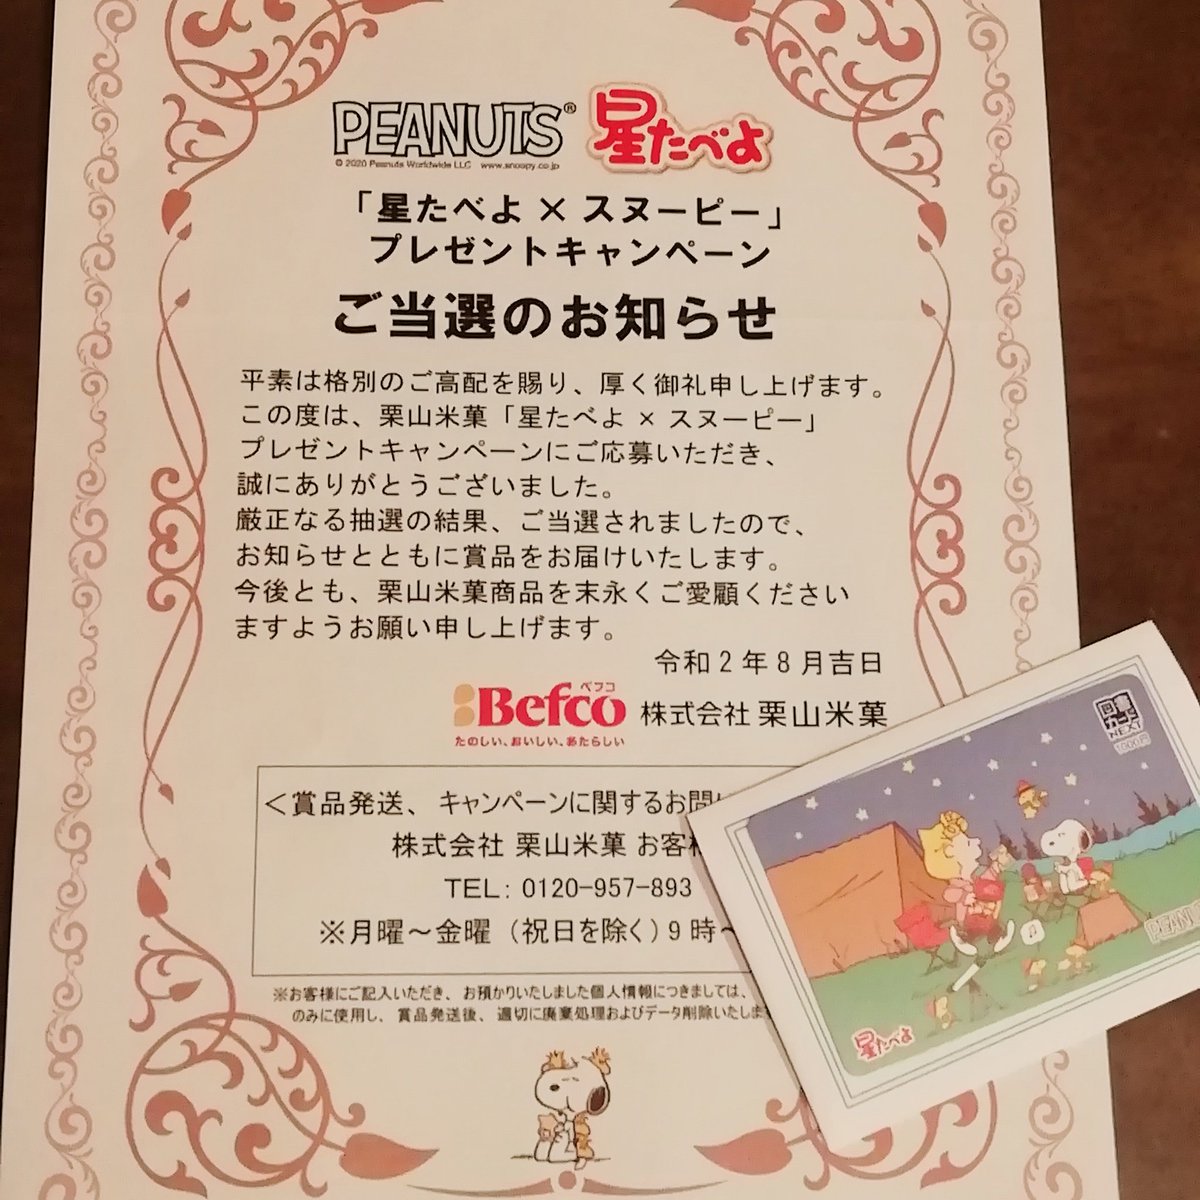 PEANUTS®
© 2020 Peanuts Worldwide LLC www.snoopy.co.jp
星たべよ
「星たべよ × スヌーピー」
プレゼントキャンペーン
ご当選のお知らせ
平素は格別のご高配を賜り、厚く御礼申し上げます。
この度は、栗山米菓「星たべよ × スヌーピー」
プレゼントキャンペーンにご応募いただき、
誠にありがとうございました。
厳正なる抽選の結果、ご当選されましたので、
お知らせとともに賞品をお届けいたします。
今後とも、栗山米菓商品を末永くご愛顧ください
ますようお願い申し上げます。
令和2年8月吉日
ベフコ
Befco 株式会社 栗山米菓
たのしい、おいしい、あたらしい
<賞品発送、キャンペーンに関するお問い
株式会社 栗山米菓 お客様
TEL: 0120-957-893
※月曜～金曜（祝日を除く）9時～
※お客様にご記入いただき、お預かりいたしました個人情報につきましては、
のみに使用し、賞品発送後、適切に廃棄処理およびデータ削除いたします
図書カード
NEXT
1000円
PEANU
星たべよ